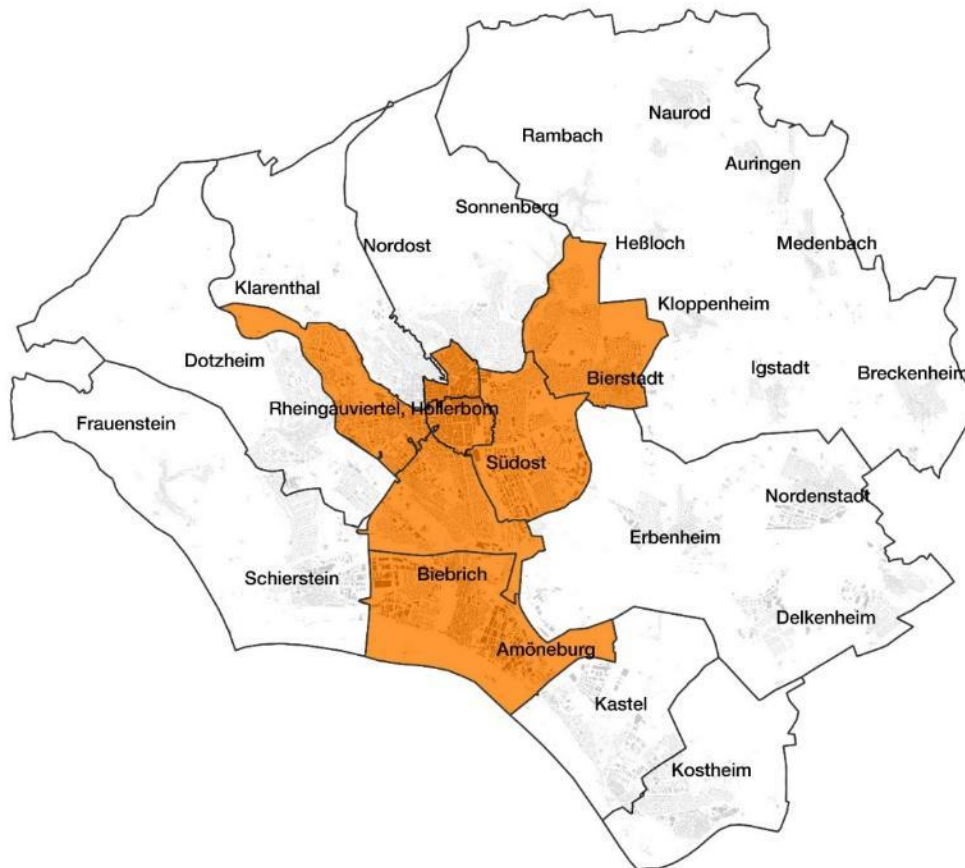 Naurod
Rambach
Auringen
Sonnenberg
Nordost
Heßloch
Medenbach
Klarenthal
Kloppenheim
Dotzheim
Bierstadt
Igstadt
Breckenheim
Rheingauviertel, Hollerborn
Frauenstein
Südost
Nordenstadt
Erbenheim
Schierstein
Biebrich
Delkenheim
Amöneburg
Kastel
Kostheim